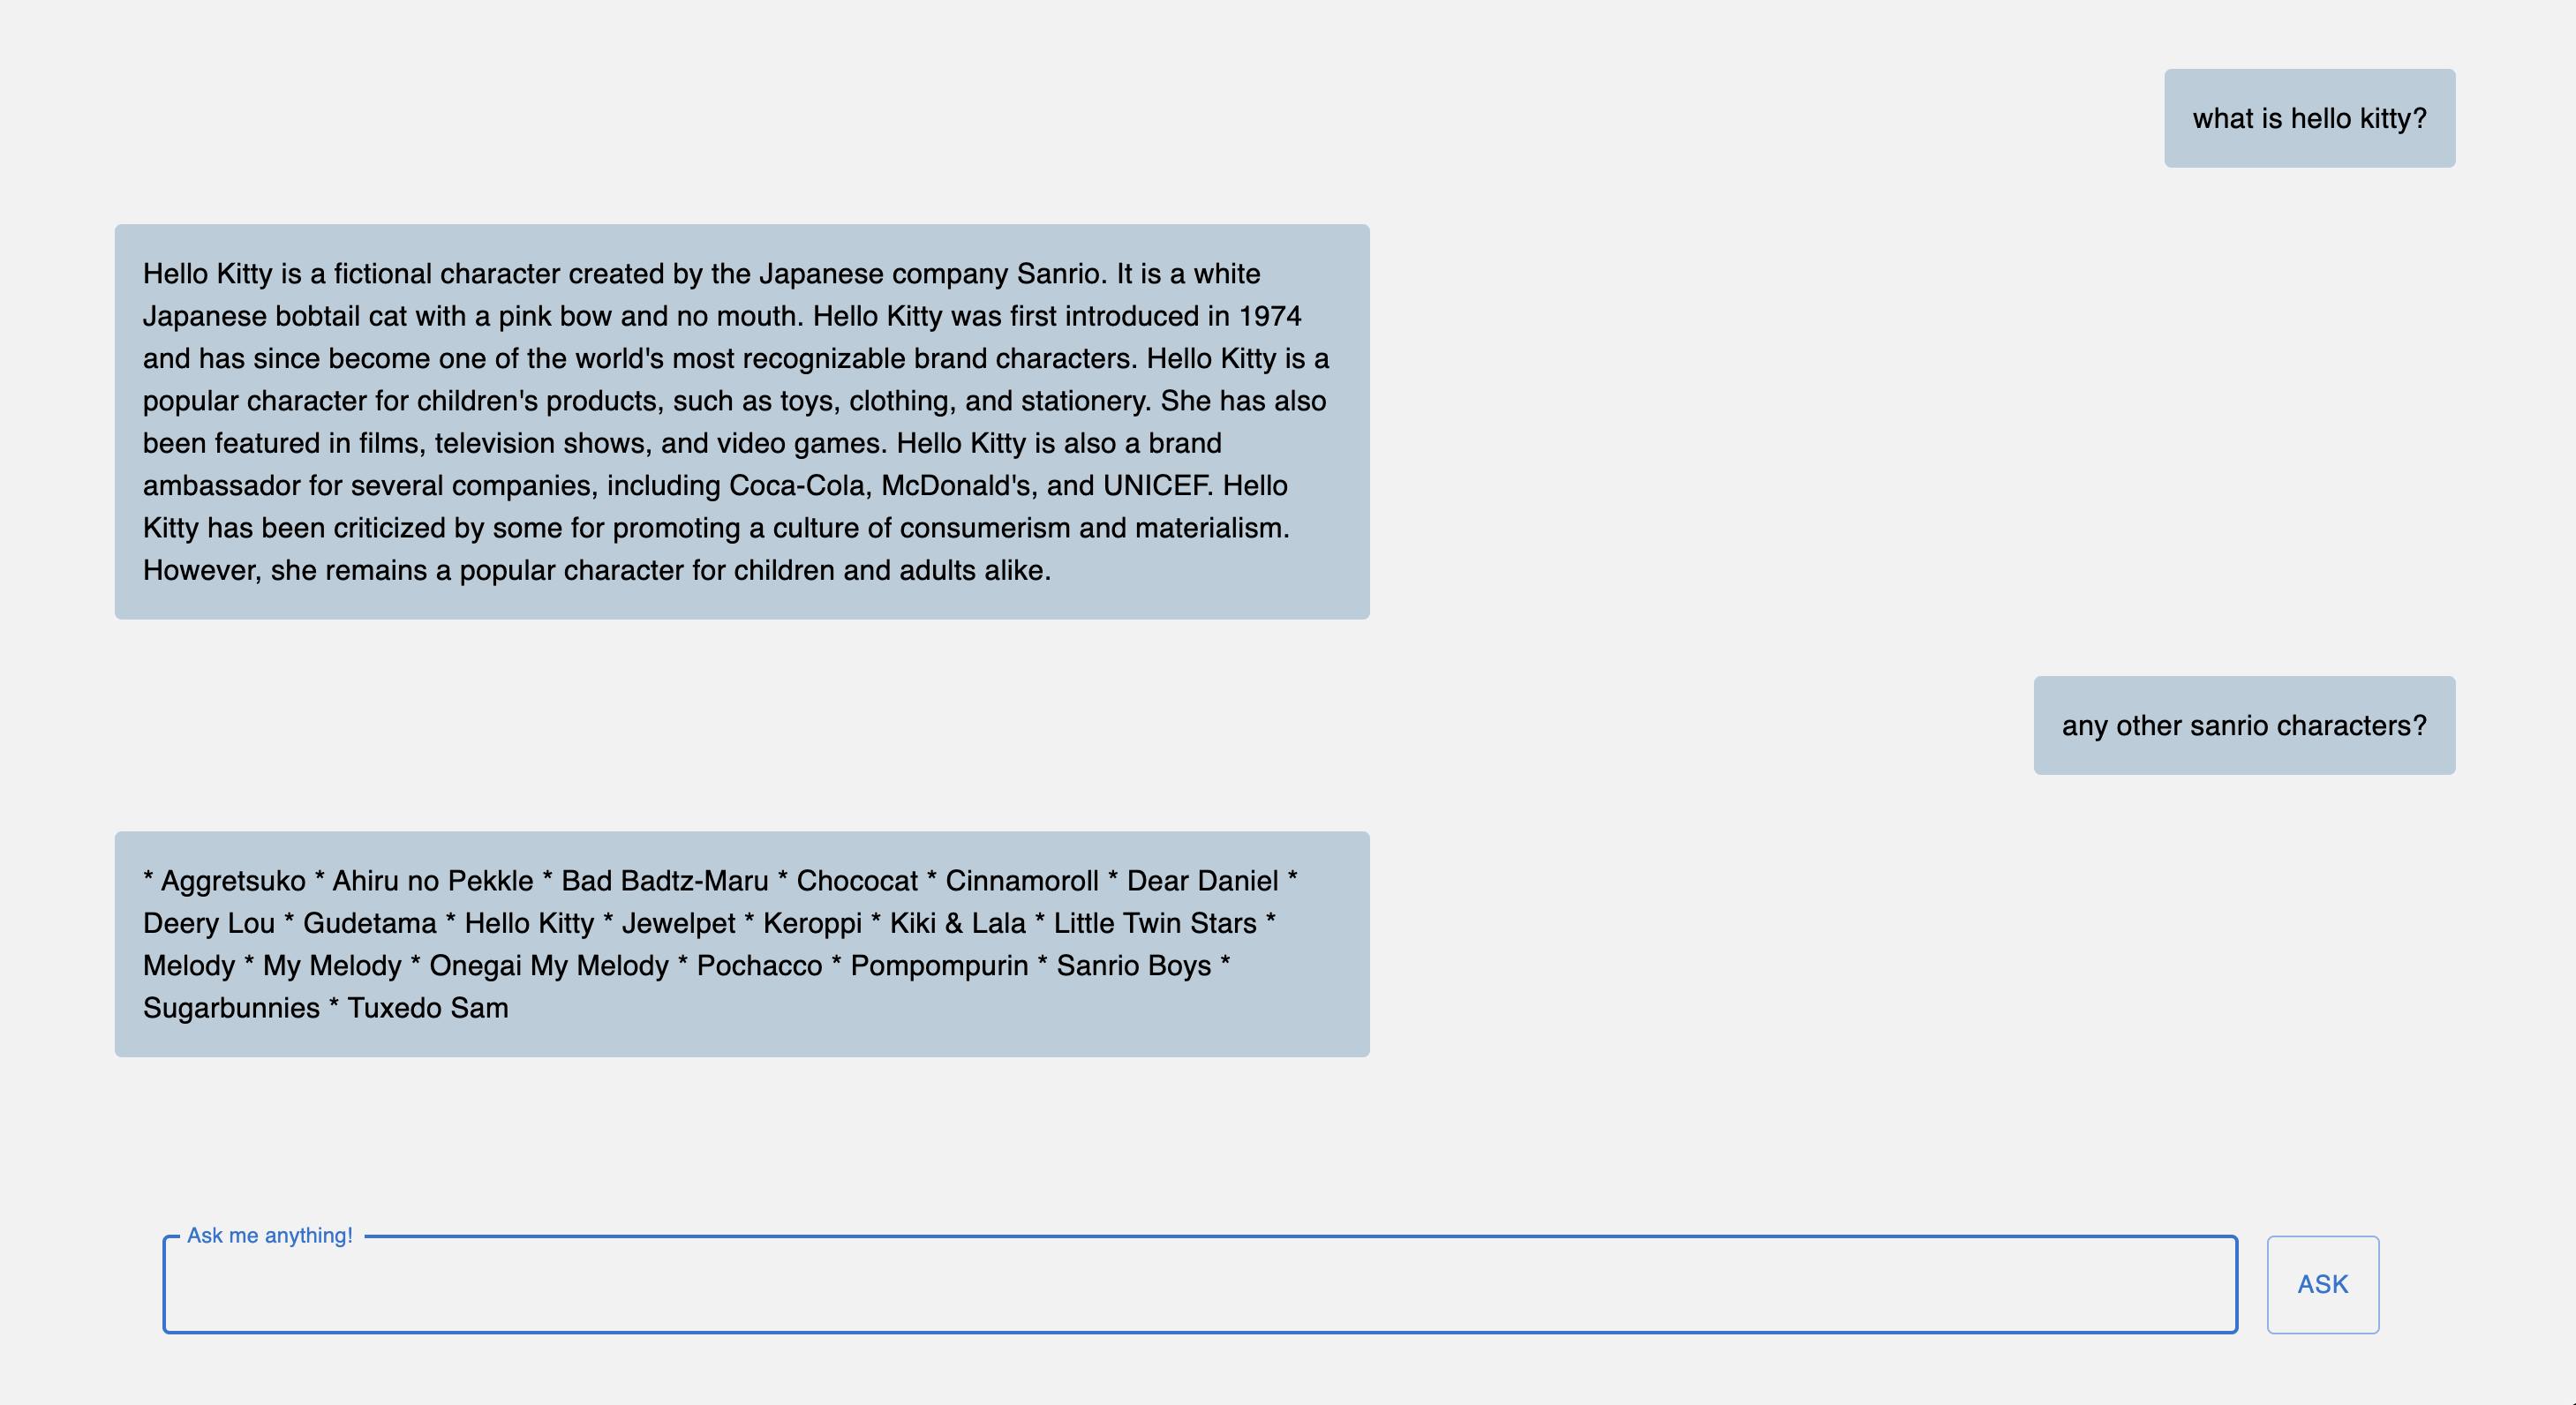 what is hello kitty?
Hello Kitty is a fictional character created by the Japanese company Sanrio. It is a white
Japanese bobtail cat with a pink bow and no mouth. Hello Kitty was first introduced in 1974
and has since become one of the world's most recognizable brand characters. Hello Kitty is a
popular character for children's products, such as toys, clothing, and stationery. She has also
been featured in films, television shows, and video games. Hello Kitty is also a brand
ambassador for several companies, including Coca-Cola, McDonald's, and UNICEF. Hello
Kitty has been criticized by some for promoting a culture of consumerism and materialism.
However, she remains a popular character for children and adults alike.
any other sanrio characters?
* Aggretsuko * Ahiru no Pekkle * Bad Badtz-Maru * Chococat * Cinnamoroll * Dear Daniel *
Deery Lou * Gudetama * Hello Kitty * Jewelpet * Keroppi * Kiki & Lala * Little Twin Stars *
Melody * My Melody * Onegai My Melody * Pochacco * Pompompurin * Sanrio Boys *
Sugarbunnies * Tuxedo Sam
Ask me anything!
ASK